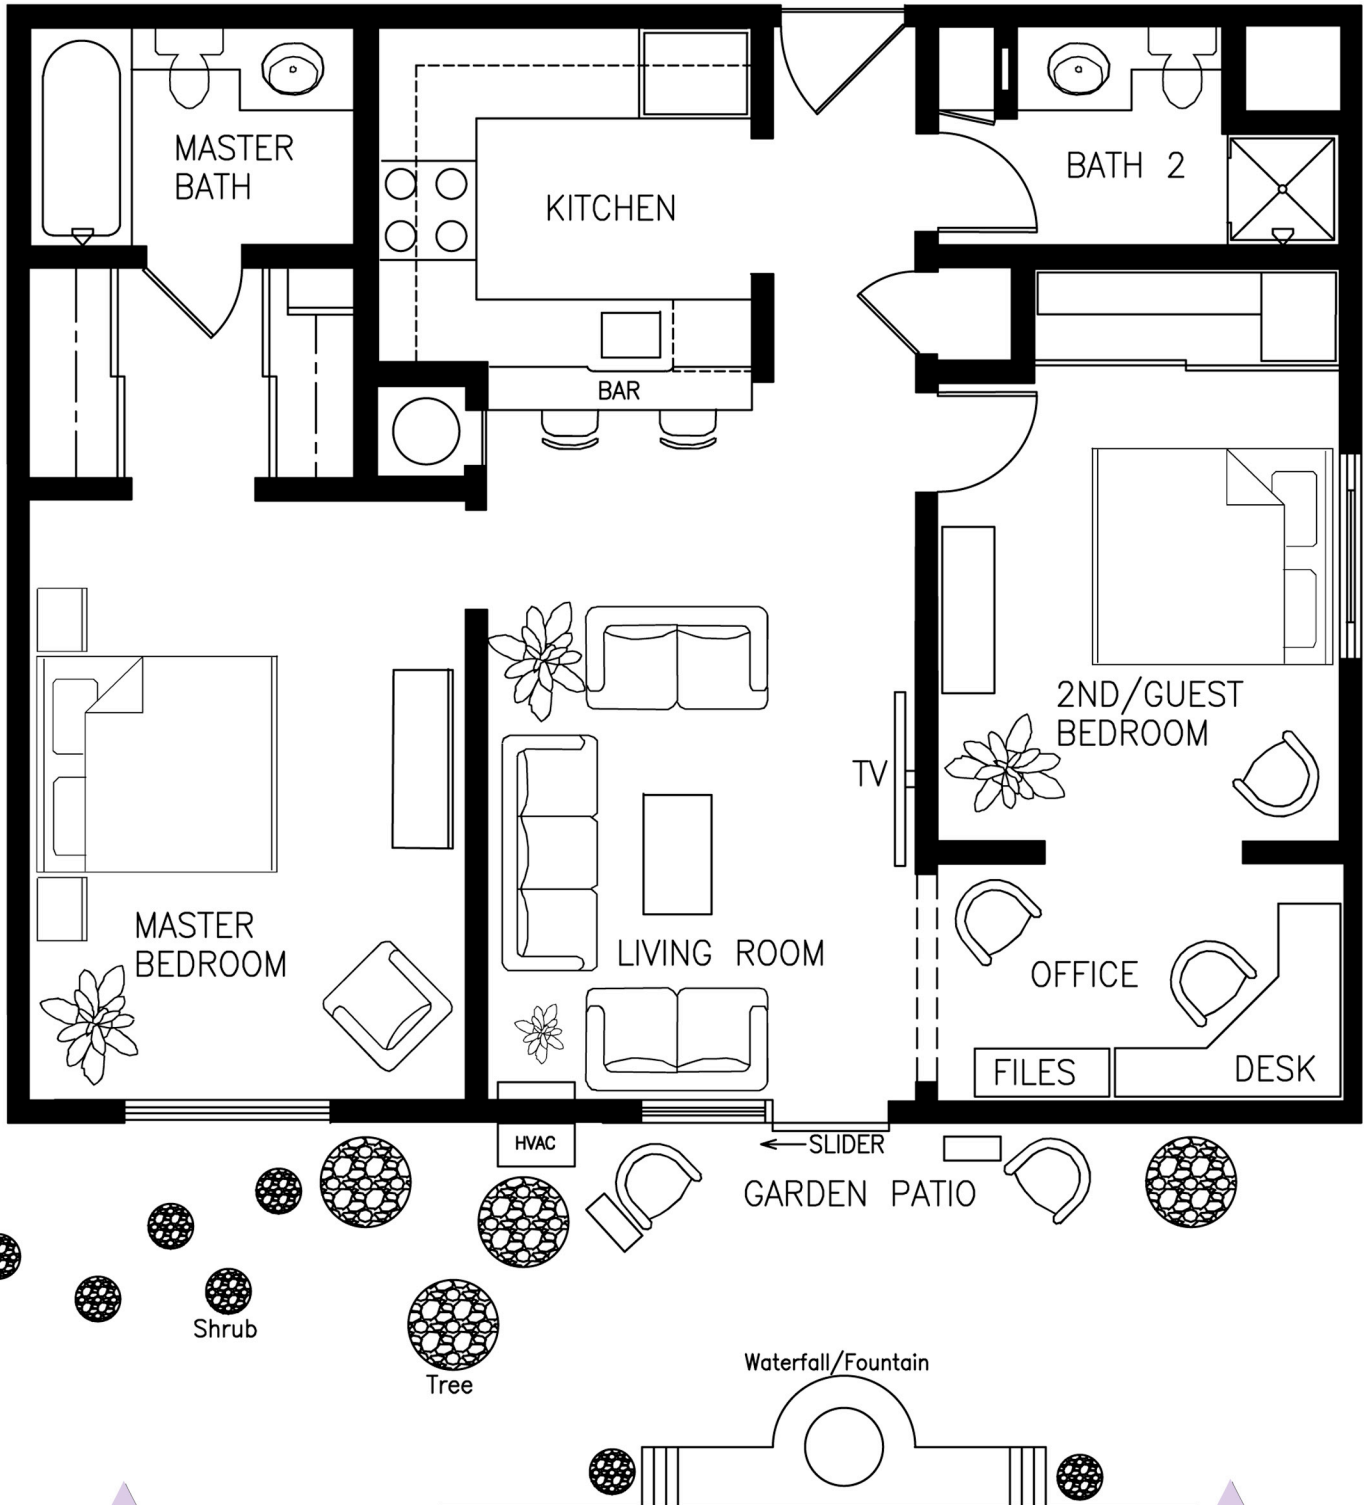 MASTER
BATH
KITCHEN
BATH 2
BAR
2ND/GUEST
BEDROOM
TV
MASTER
BEDROOM
LIVING ROOM
OFFICE
FILES
DESK
HVAC
SLIDER
GARDEN PATIO
Shrub
Tree
Waterfall/Fountain